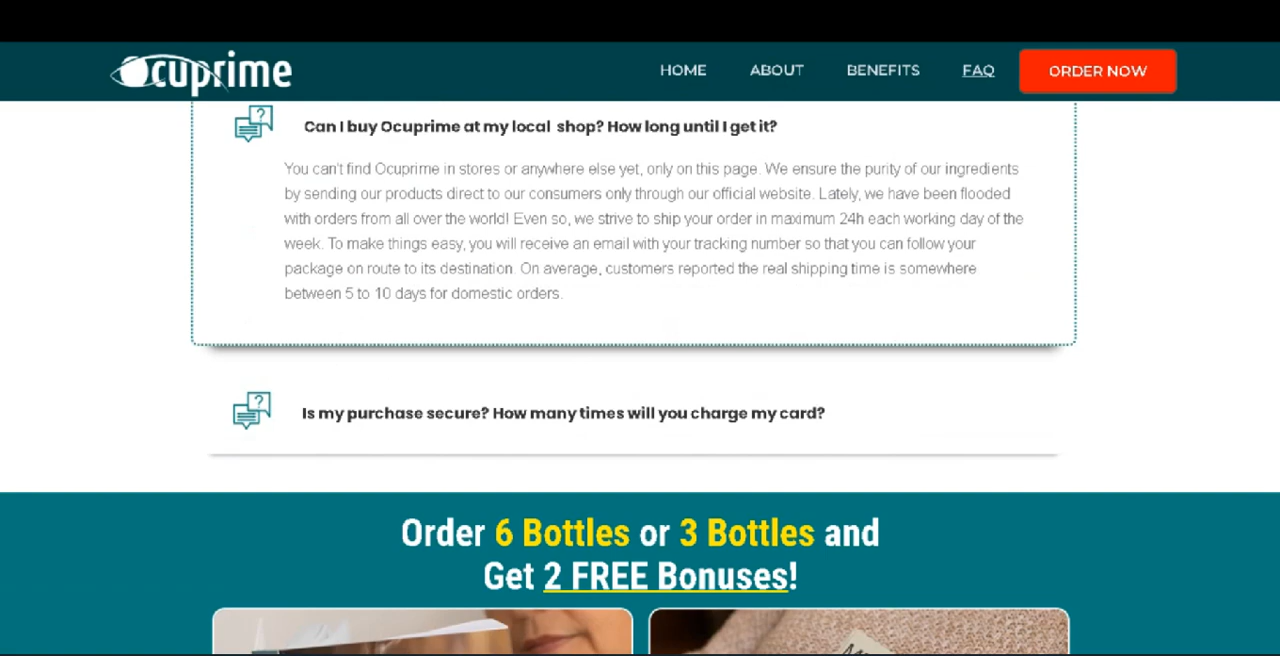 Ocuprime
HOME ABOUT BENEFITS FAQ ORDER NOW
Can I buy Ocuprime at my local shop? How long until I get it?
You can't find Ocuprime in stores or anywhere else yet, only on this page. We ensure the purity of our ingredients
by sending our products direct to our consumers only through our official website. Lately, we have been flooded
with orders from all over the world! Even so, we strive to ship your order in maximum 24h each working day of the
week. To make things easy, you will receive an email with your tracking number so that you can follow your
package on route to its destination. On average, customers reported the real shipping time is somewhere
between 5 to 10 days for domestic orders.
Is my purchase secure? How many times will you charge my card?
Order 6 Bottles or 3 Bottles and
Get 2 FREE Bonuses!